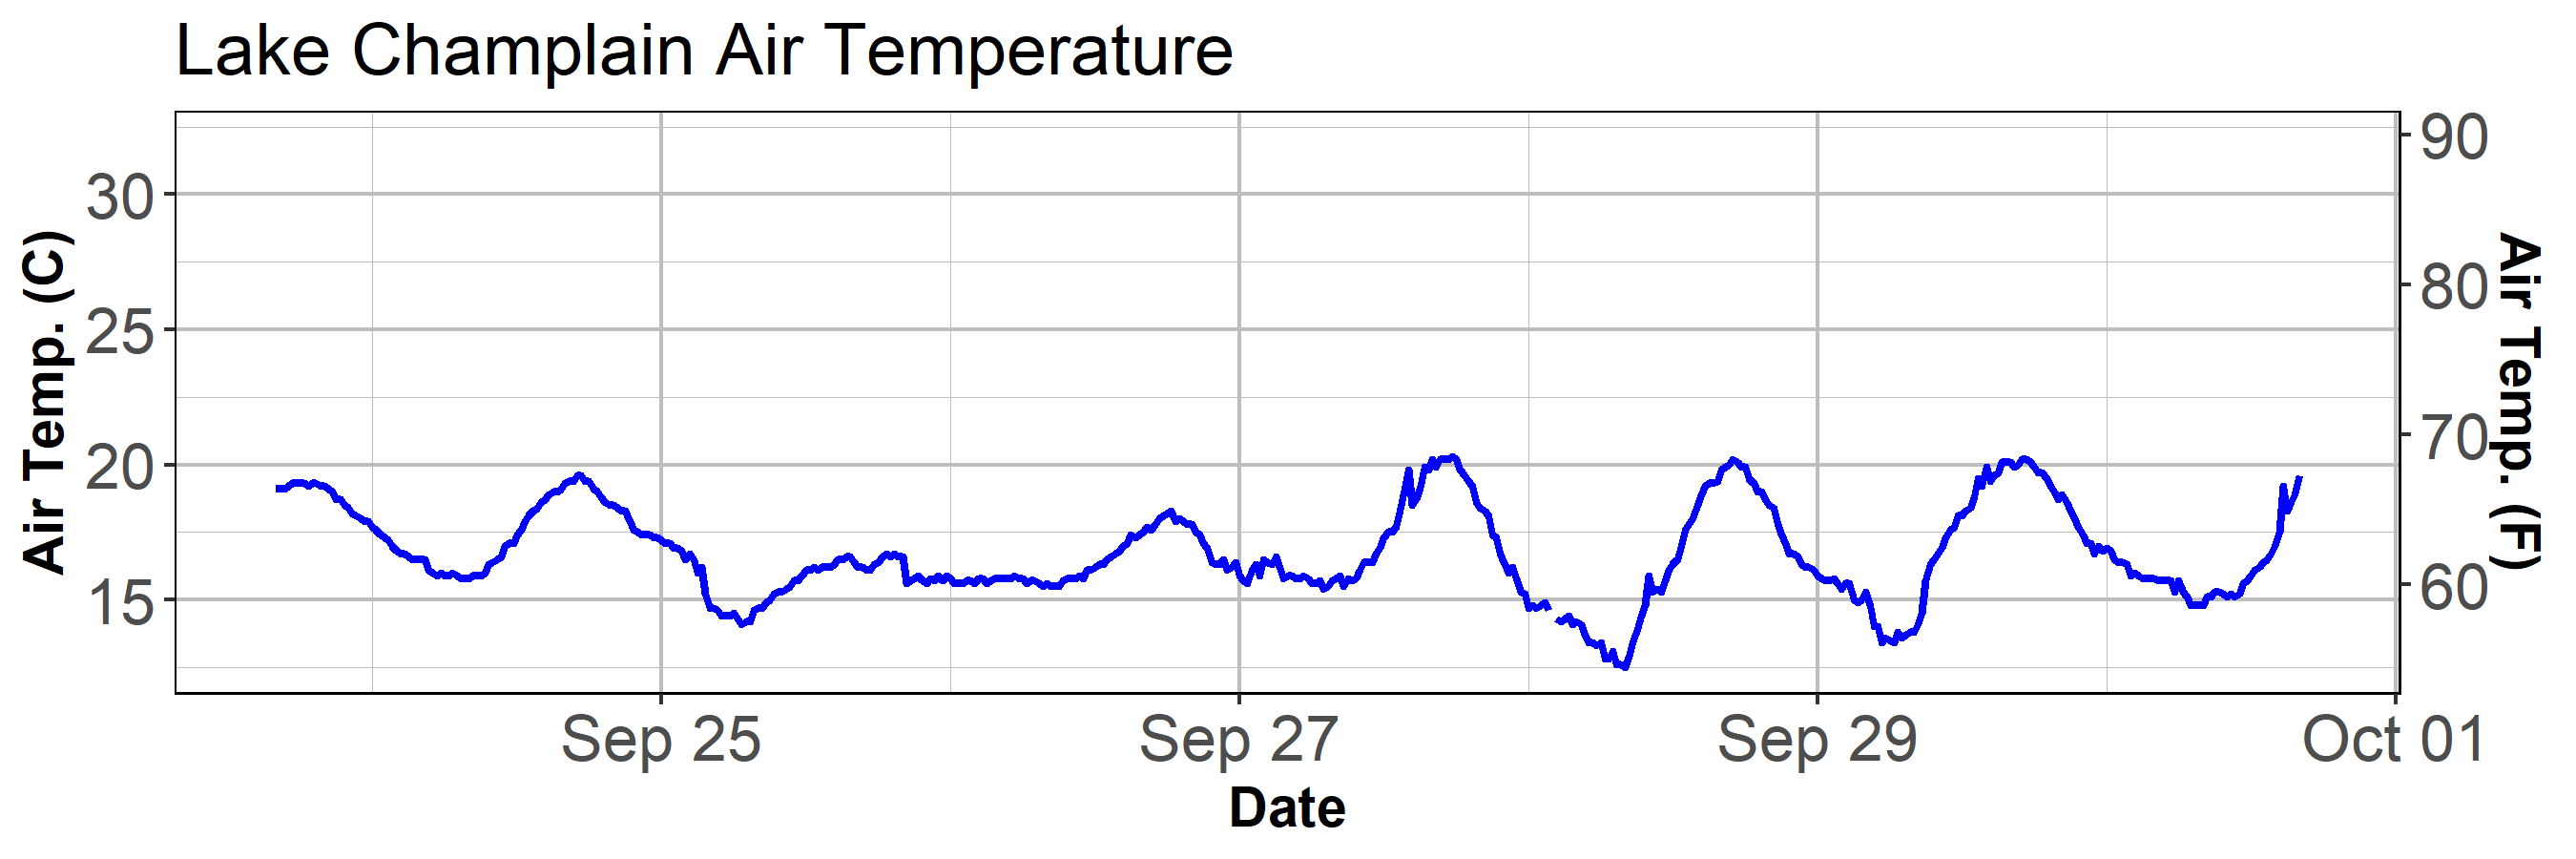 Lake Champlain Air Temperature
Air Temp. (C)
30
25
20
15
90
80
70
60
Air Temp. (F)
Sep 25
Sep 27
Sep 29
Oct 01
Date